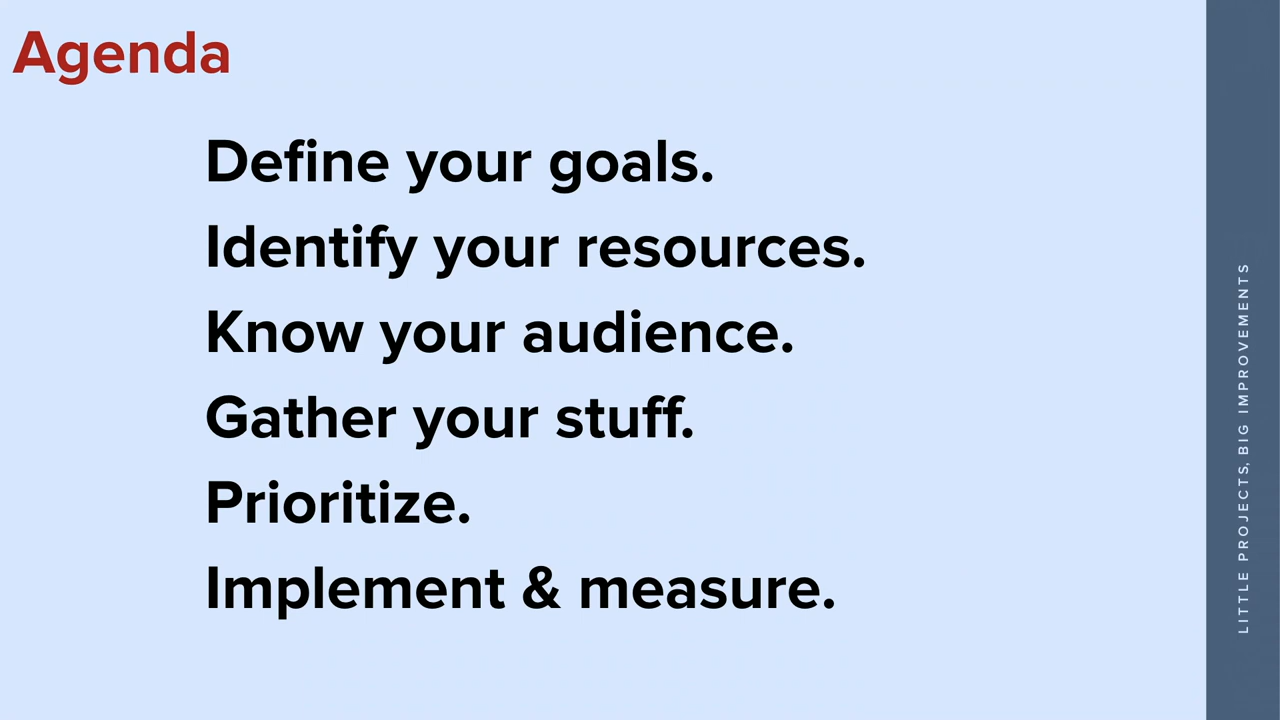 Agenda
Define your goals.
Identify your resources.
Know your audience.
Gather your stuff.
Prioritize.
Implement & measure.
LITTLE PROJECTS, BIG IMPROVEMENTS